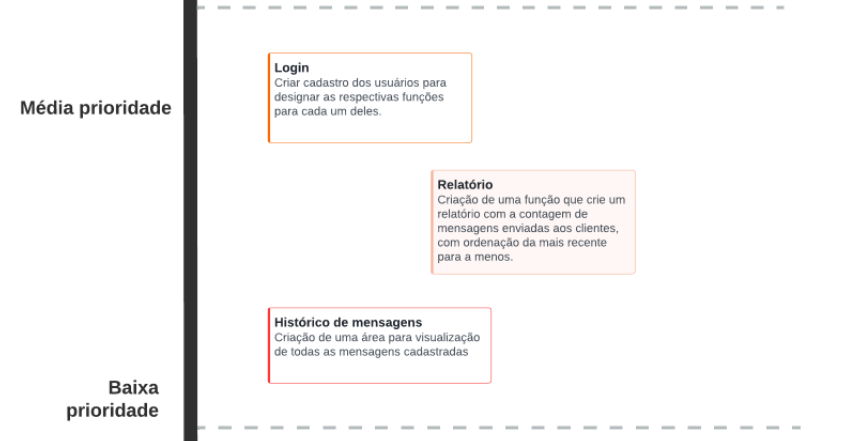 Média prioridade
Login
Criar cadastro dos usuários para
designar as respectivas funções
para cada um deles.
Relatório
Criação de uma função que crie um
relatório com a contagem de
mensagens enviadas aos clientes,
com ordenação da mais recente
para a menos.
Histórico de mensagens
Criação de uma área para visualização
de todas as mensagens cadastradas
Baixa
prioridade